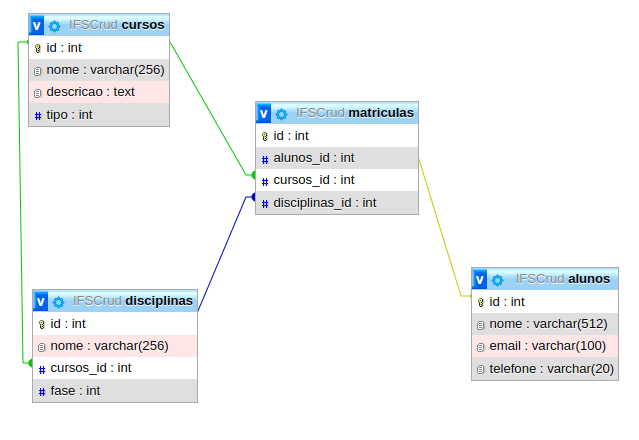 v IFSCrud cursos
id : int
nome : varchar(256)
descricao : text
# tipo : int
v IFSCrud matriculas
id : int
# alunos_id : int
# cursos_id : int
# disciplinas_id : int
v IFSCrud disciplinas
id : int
nome : varchar(256)
# cursos_id : int
# fase : int
v IFSCrud alunos
id : int
nome : varchar(512)
email : varchar(100)
telefone : varchar(20)